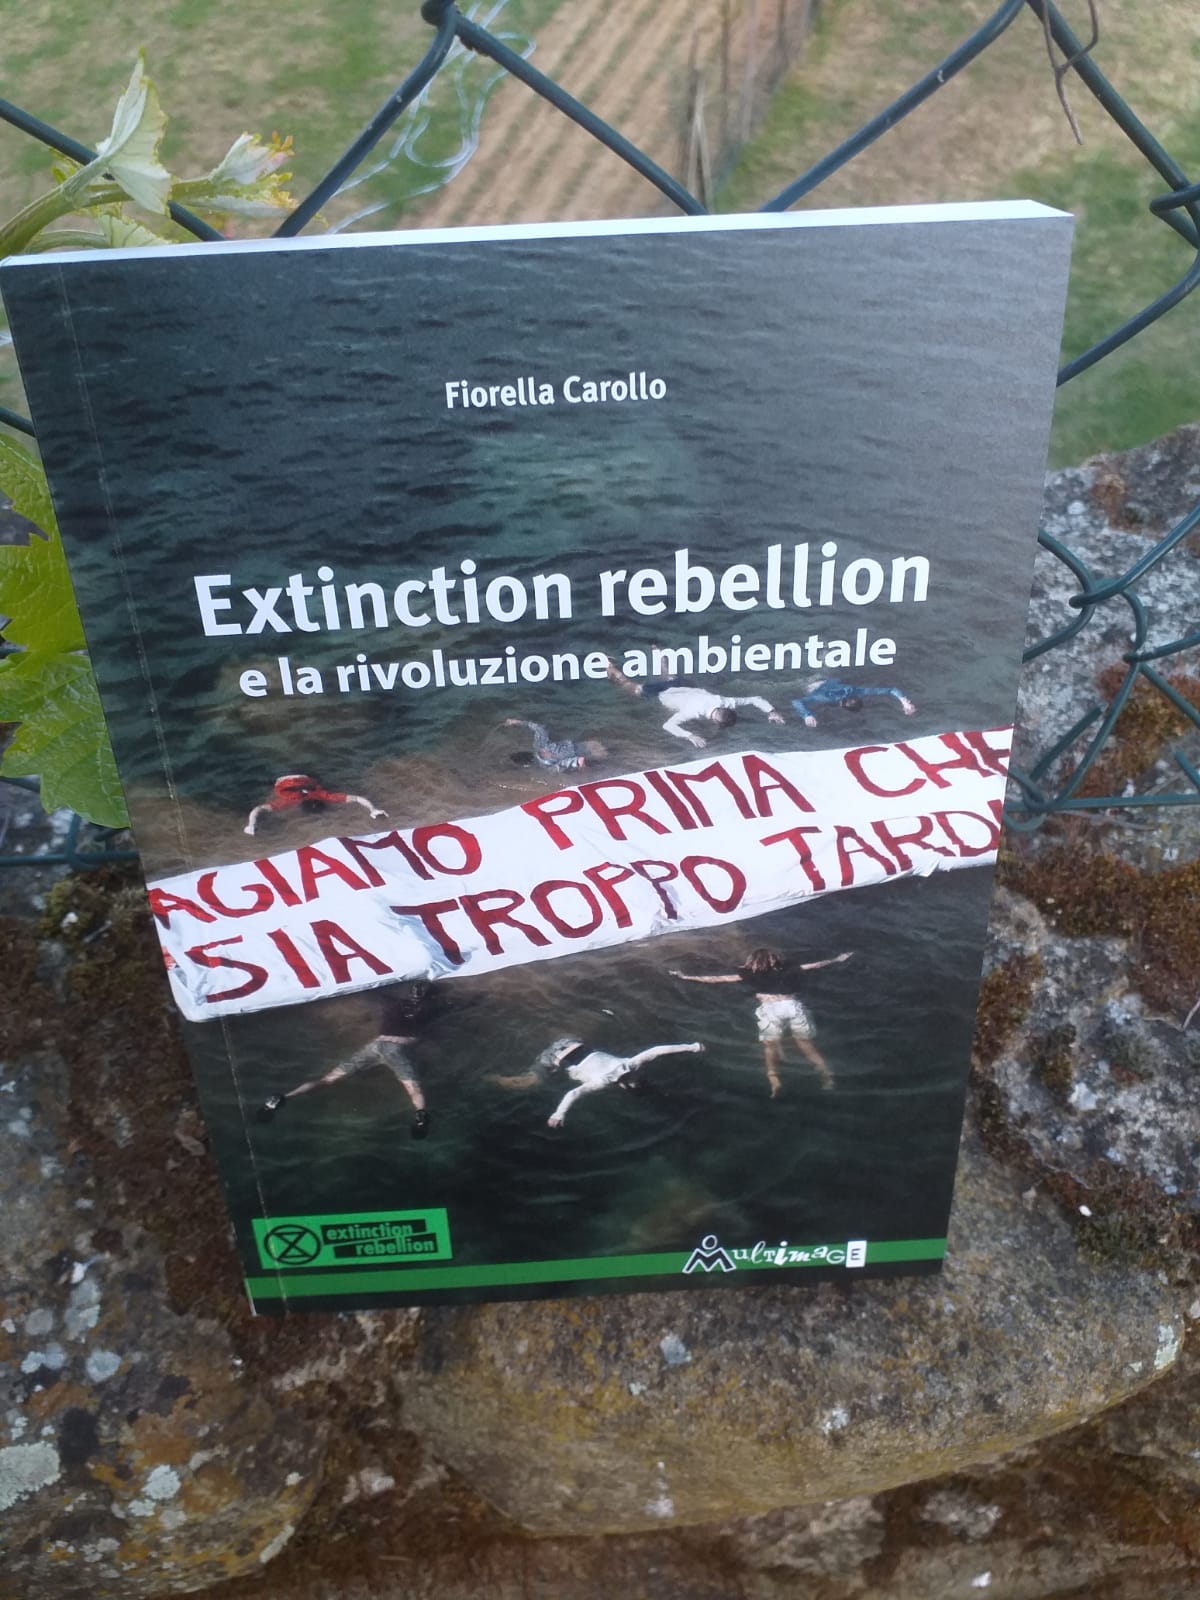 Fiorella Carollo
Extinction rebellion
e la rivoluzione ambientale
AGIAMO PRIMA CHE
SIA TROPPO TARDI
extinction
rebellion
MultimagE